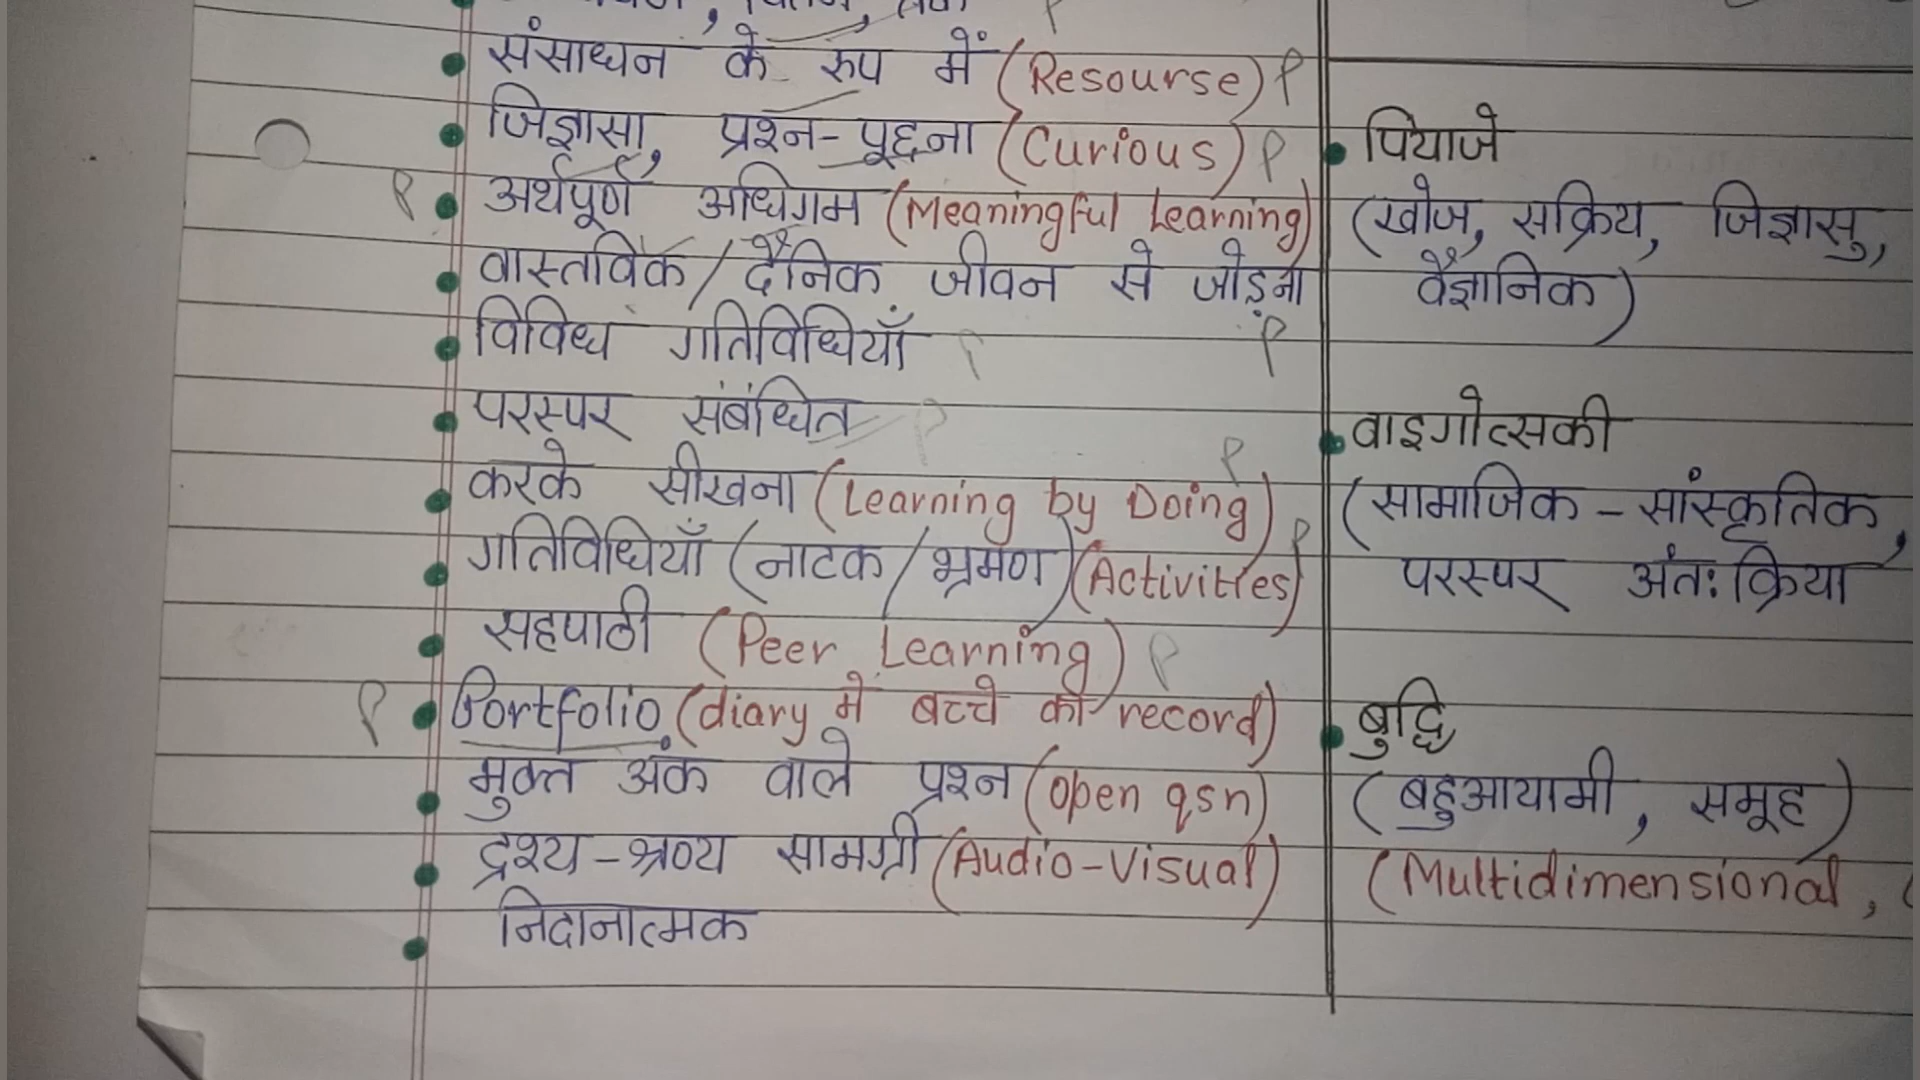 संसाधन के रूप में (Resourse) P
जिज्ञासा, प्रश्न-पूछना (Curious) P
P अर्थपूर्ण अधिगम (Meaningful Learning)
वास्तविक/दैनिक जीवन से जोड़ना P
विविध गतिविधियाँ P
परस्पर संबंधित P
करके सीखना (Learning by Doing) P
गतिविधियाँ (नाटक/भ्रमण) (Activities) P
सहपाठी (Peer Learning) P
P Portfolio (diary में बच्चे का record)
मुक्त अंक वाले प्रश्न (open qsn)
द्रश्य-श्रव्य सामग्री (Audio-Visual)
निदानात्मक
पियाजे
(खोज, सक्रिय, जिज्ञासु,
वैज्ञानिक)
वाइगोत्सकी
(सामाजिक - सांस्कृतिक,
परस्पर अंतः क्रिया
बुद्धि
(बहुआयामी, समूह)
(Multidimensional,